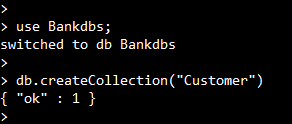 >
> use Bankdbs;
switched to db Bankdbs
>
> db.createCollection("Customer")
{ "ok" : 1 }
>